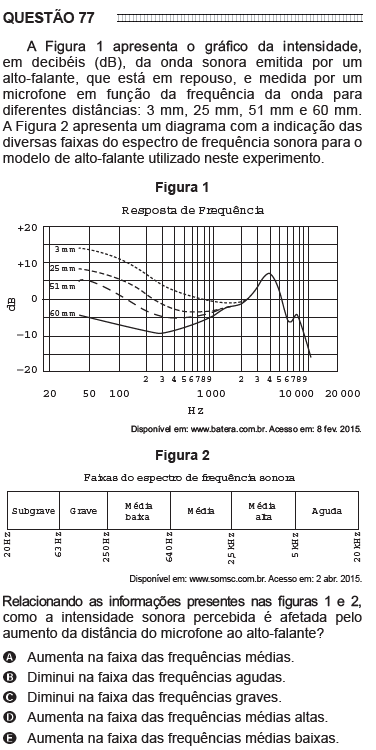 QUESTÃO 77
A Figura 1 apresenta o gráfico da intensidade,
em decibéis (dB), da onda sonora emitida por um
alto-falante, que está em repouso, e medida por um
microfone em função da frequência da onda para
diferentes distâncias: 3 mm, 25 mm, 51 mm e 60 mm.
A Figura 2 apresenta um diagrama com a indicação das
diversas faixas do espectro de frequência sonora para o
modelo de alto-falante utilizado neste experimento.
Figura 1
Resposta de Frequência
+20
+10
0
−10
−20
dB
3 mm
25 mm
51 mm
60 mm
2 3 4 5 6 7 8 9 2 3 4 5 6 7 8 9
20 50 100 1 000 10 000 20 000
Hz
Disponível em: www.batera.com.br. Acesso em: 8 fev. 2015.
Figura 2
Faixas do espectro de frequência sonora
Subgrave Grave Média baixa Média Média alta Aguda
20 Hz 63 Hz 250 Hz 640 Hz 2,5 kHz 5 kHz 20 kHz
Disponível em: www.somsc.com.br. Acesso em: 2 abr. 2015.
Relacionando as informações presentes nas figuras 1 e 2,
como a intensidade sonora percebida é afetada pelo
aumento da distância do microfone ao alto-falante?
A Aumenta na faixa das frequências médias.
B Diminui na faixa das frequências agudas.
C Diminui na faixa das frequências graves.
D Aumenta na faixa das frequências médias altas.
E Aumenta na faixa das frequências médias baixas.